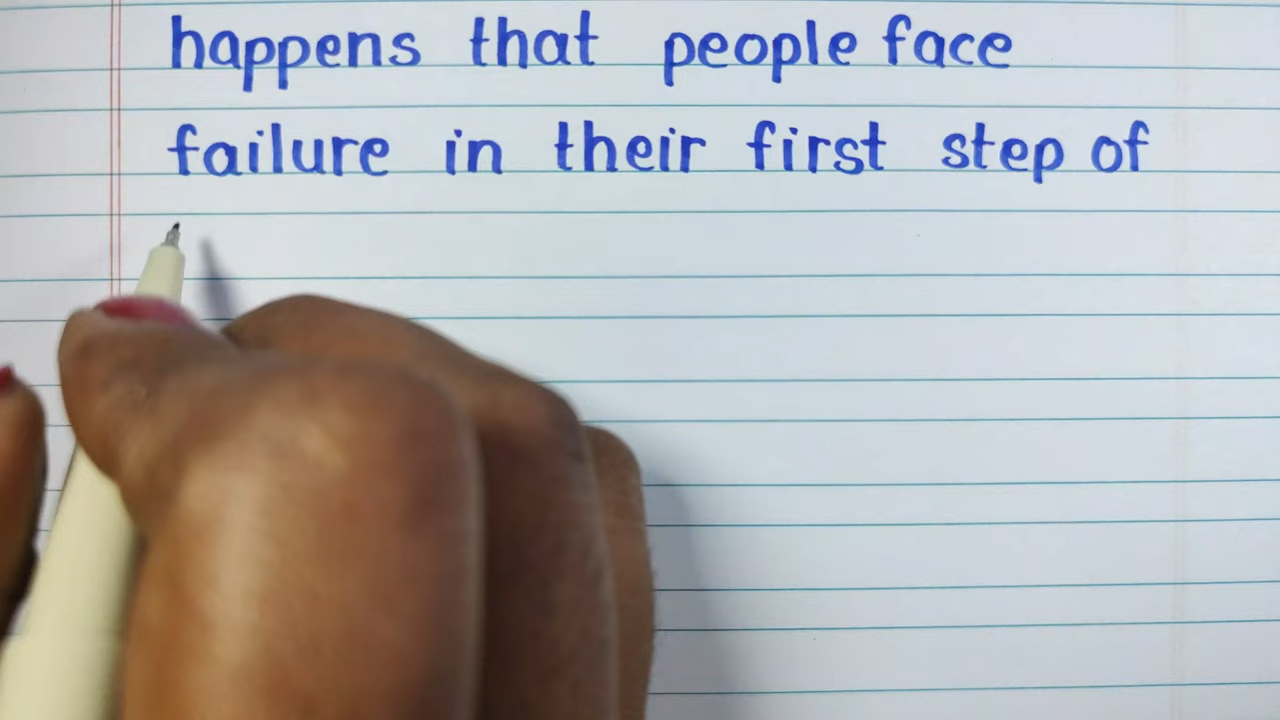 happens that people face
failure in their first step of